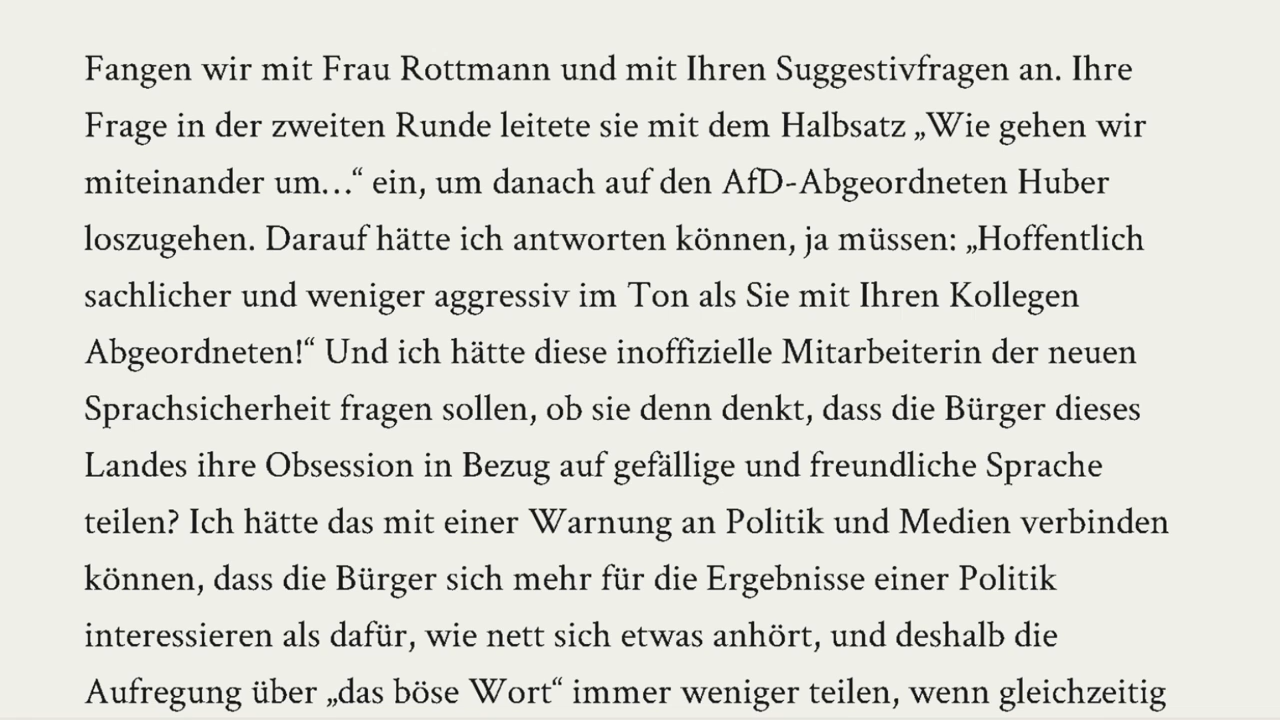 Fangen wir mit Frau Rottmann und mit Ihren Suggestivfragen an. Ihre
Frage in der zweiten Runde leitete sie mit dem Halbsatz „Wie gehen wir
miteinander um…“ ein, um danach auf den AfD-Abgeordneten Huber
loszugehen. Darauf hätte ich antworten können, ja müssen: „Hoffentlich
sachlicher und weniger aggressiv im Ton als Sie mit Ihren Kollegen
Abgeordneten!“ Und ich hätte diese inoffizielle Mitarbeiterin der neuen
Sprachsicherheit fragen sollen, ob sie denn denkt, dass die Bürger dieses
Landes ihre Obsession in Bezug auf gefällige und freundliche Sprache
teilen? Ich hätte das mit einer Warnung an Politik und Medien verbinden
können, dass die Bürger sich mehr für die Ergebnisse einer Politik
interessieren als dafür, wie nett sich etwas anhört, und deshalb die
Aufregung über „das böse Wort“ immer weniger teilen, wenn gleichzeitig